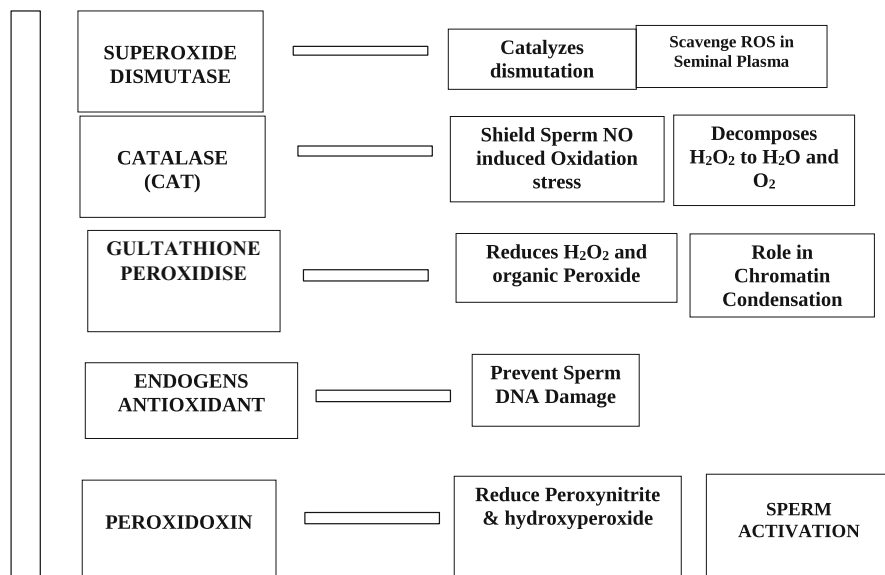 SUPEROXIDE
DISMUTASE
Catalyzes
dismutation
Scavenge ROS in
Seminal Plasma
CATALASE
(CAT)
Shield Sperm NO
induced Oxidation
stress
Decomposes
H₂O₂ to H₂O and
O₂
GULTATHIONE
PEROXIDISE
Reduces H₂O₂ and
organic Peroxide
Role in
Chromatin
Condensation
ENDOGENS
ANTIOXIDANT
Prevent Sperm
DNA Damage
PEROXIDOXIN
Reduce Peroxynitrite
& hydroxyperoxide
SPERM
ACTIVATION